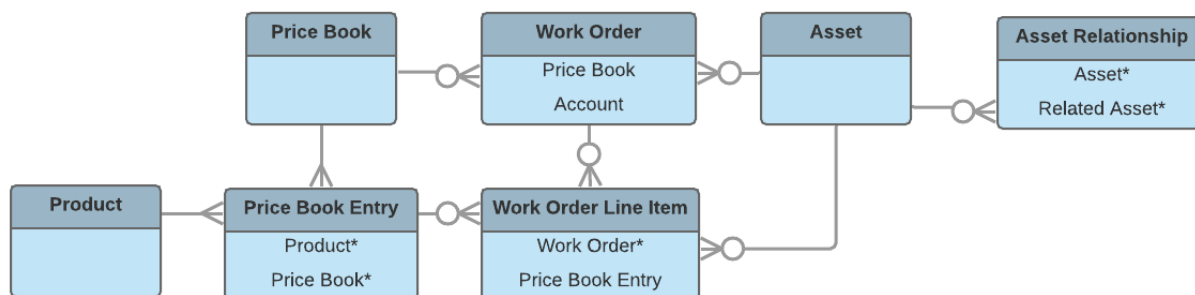 Price Book
Work Order
Price Book
Account
Asset
Asset Relationship
Asset*
Related Asset*
Product
Price Book Entry
Product*
Price Book*
Work Order Line Item
Work Order*
Price Book Entry